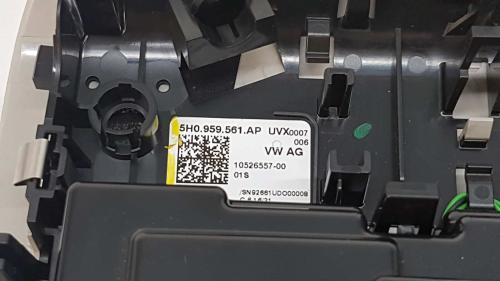 5H0.959.561.AP UVX0007
006
VW AG
10526557-00
01S
/SN92661UDO00008